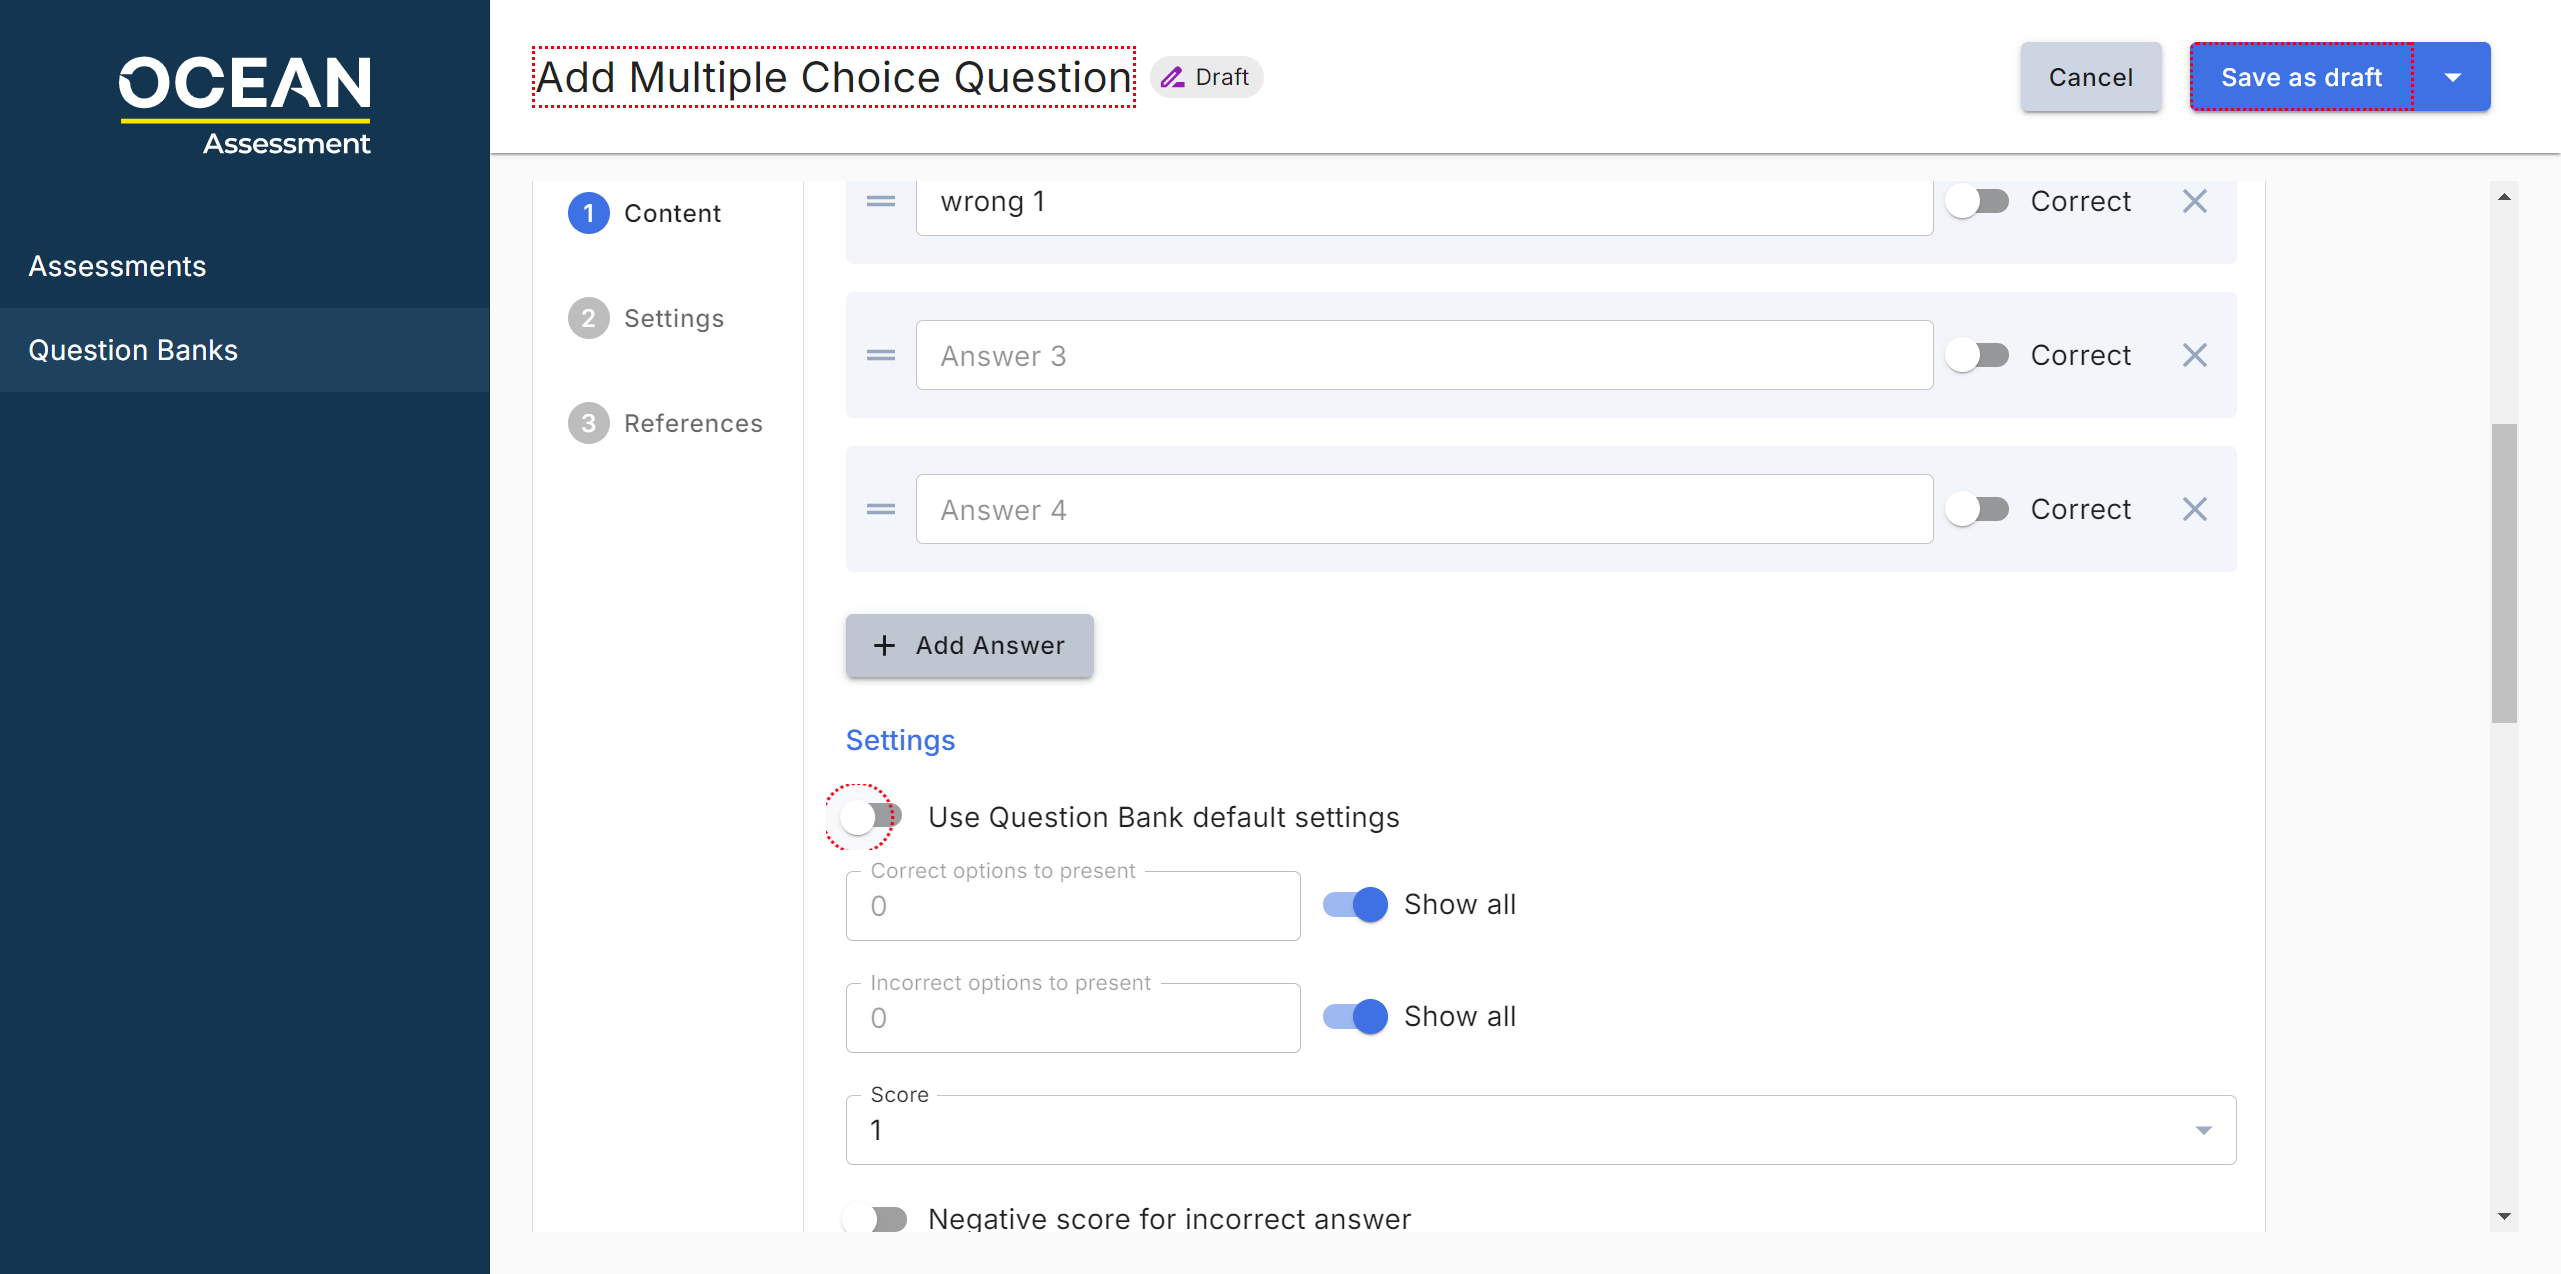 OCEAN
Assessment
Assessments
Question Banks
Add Multiple Choice Question
Draft
Cancel
Save as draft
1 Content
2 Settings
3 References
wrong 1
Correct
Answer 3
Correct
Answer 4
Correct
Add Answer
Settings
Use Question Bank default settings
Correct options to present
0
Show all
Incorrect options to present
0
Show all
Score
1
Negative score for incorrect answer